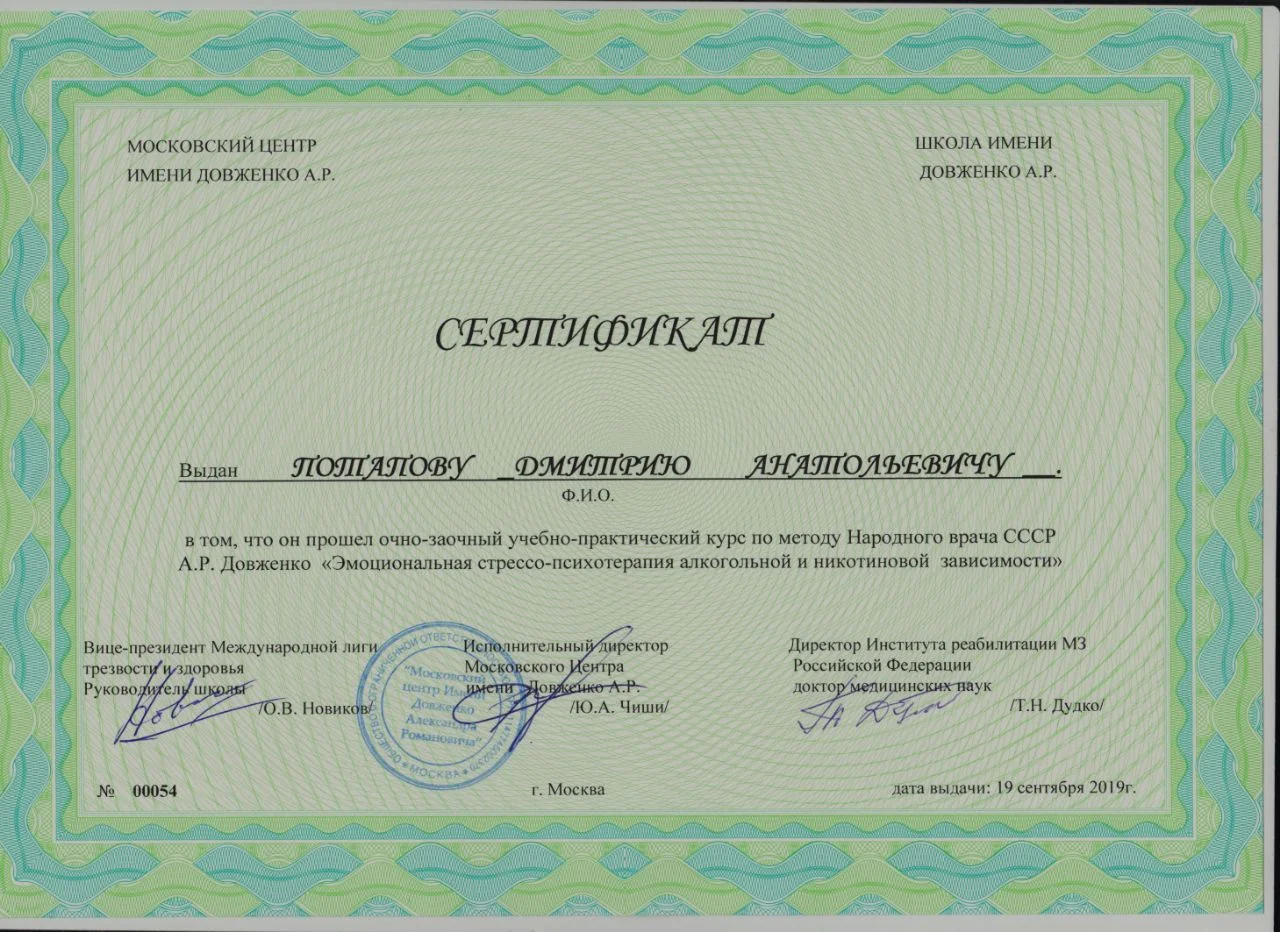 МОСКОВСКИЙ ЦЕНТР
ИМЕНИ ДОВЖЕНКО А.Р.
ШКОЛА ИМЕНИ
ДОВЖЕНКО А.Р.
СЕРТИФИКАТ
Выдан ПОТАПОВУ _ДМИТРИЮ АНАТОЛЬЕВИЧУ __.
Ф.И.О.
в том, что он прошел очно-заочный учебно-практический курс по методу Народного врача СССР
А.Р. Довженко «Эмоциональная стрессо-психотерапия алкогольной и никотиновой зависимости»
Вице-президент Международной лиги
трезвости и здоровья
Руководитель школы
/О.В. Новиков/
Исполнительный директор
Московского Центра
имени Довженко А.Р.
/Ю.А. Чиши/
Директор Института реабилитации МЗ
Российской Федерации
доктор медицинских наук
/Т.Н. Дудко/
"Московский
центр Имени
Довженко
Александра
Романовича"
МОСКВА
№ 00054
г. Москва
дата выдачи: 19 сентября 2019г.